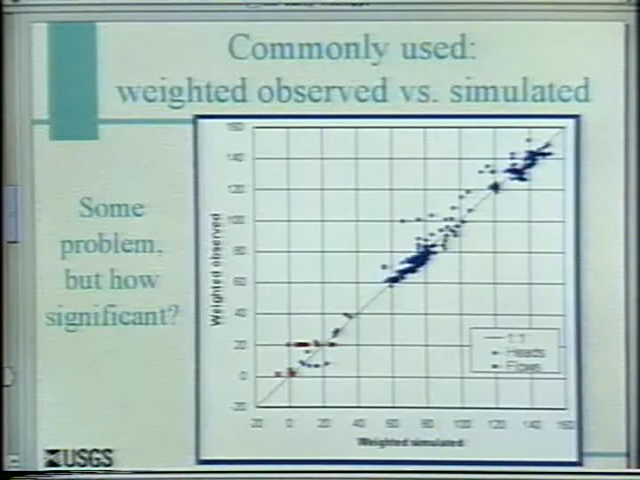 Commonly used:
weighted observed vs. simulated
Some
problem,
but how
significant?
Weighted observed
160
140
120
100
80
60
40
20
0
-20
-20 0 20 40 60 80 100 120 140 160
Weighted simulated
1:1
Heads
Flows
USGS